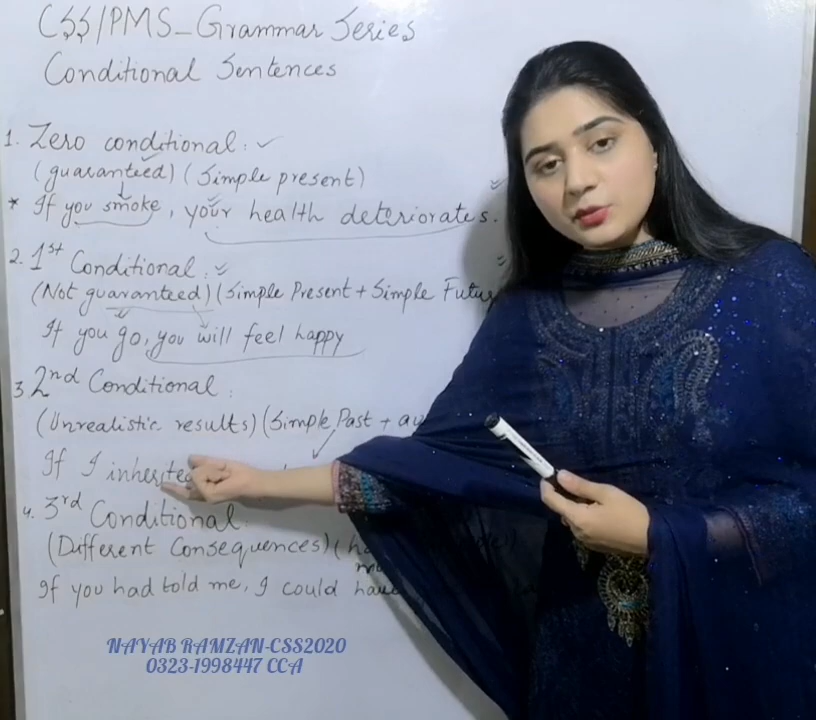 CSS/PMS_Grammar Series
Conditional Sentences
1. Zero conditional:
(guaranteed) (Simple present)
* If you smoke, your health deteriorates.
2. 1st Conditional:
(Not guaranteed) (Simple Present + Simple Futu
If you go, you will feel happy
3 2nd Conditional:
(Unrealistic results) (Simple Past + au
If I inherited
4. 3rd Conditional:
(Different Consequences) (ha
If you had told me, I could have
NAYAB RAMZAN-CSS2020
0323-1998447 CCA